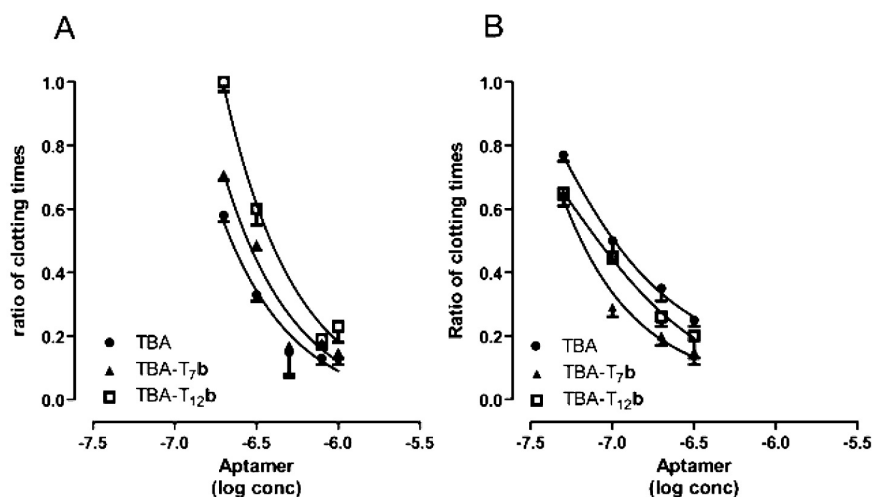 A
ratio of clotting times
1.0
0.8
0.6
0.4
0.2
0.0
TBA
TBA-T₇b
TBA-T₁₂b
-7.5 -7.0 -6.5 -6.0 -5.5
Aptamer
(log conc)
B
Ratio of clotting times
1.0
0.8
0.6
0.4
0.2
0.0
TBA
TBA-T₇b
TBA-T₁₂b
-7.5 -7.0 -6.5 -6.0 -5.5
Aptamer
(log conc)